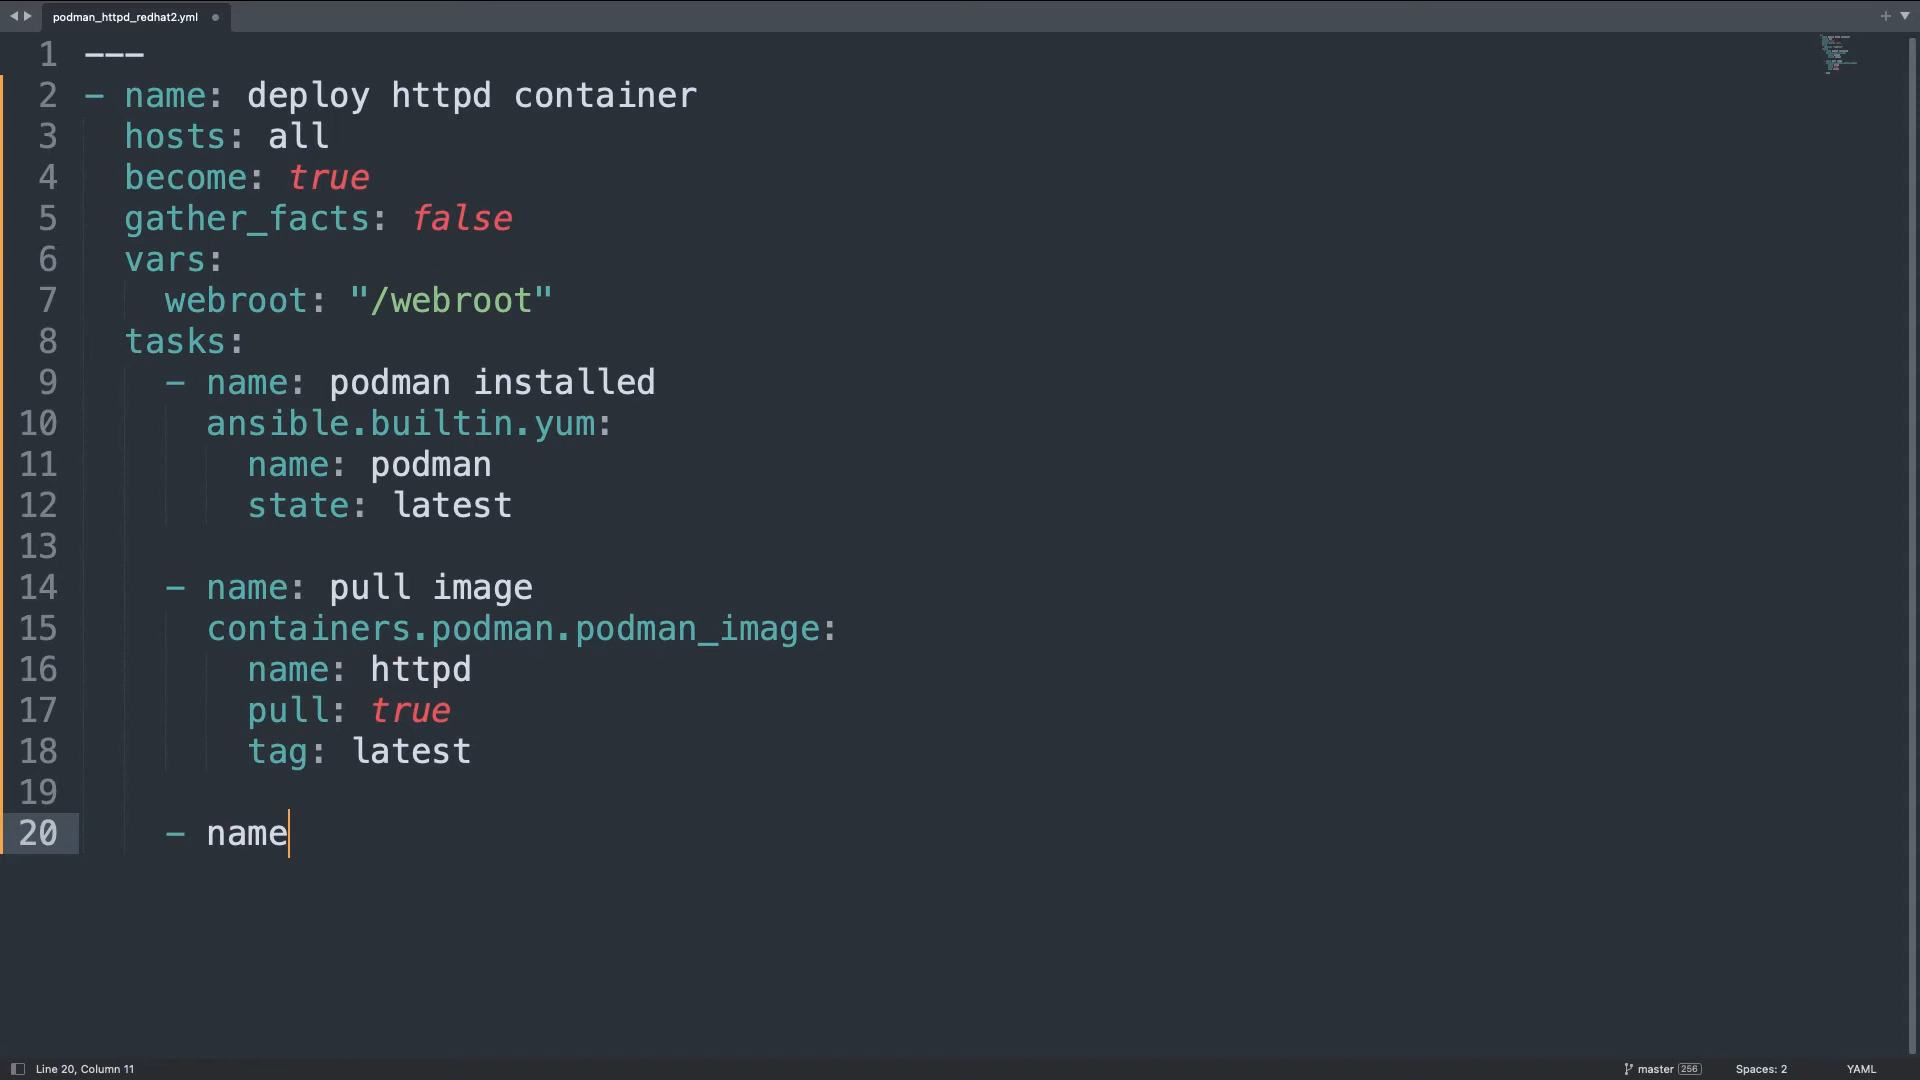 podman_httpd_redhat2.yml
1 ---
2 - name: deploy httpd container
3   hosts: all
4   become: true
5   gather_facts: false
6   vars:
7     webroot: "/webroot"
8   tasks:
9     - name: podman installed
10       ansible.builtin.yum:
11         name: podman
12         state: latest
13
14     - name: pull image
15       containers.podman.podman_image:
16         name: httpd
17         pull: true
18         tag: latest
19
20     - name
Line 20, Column 11 master 256 Spaces: 2 YAML